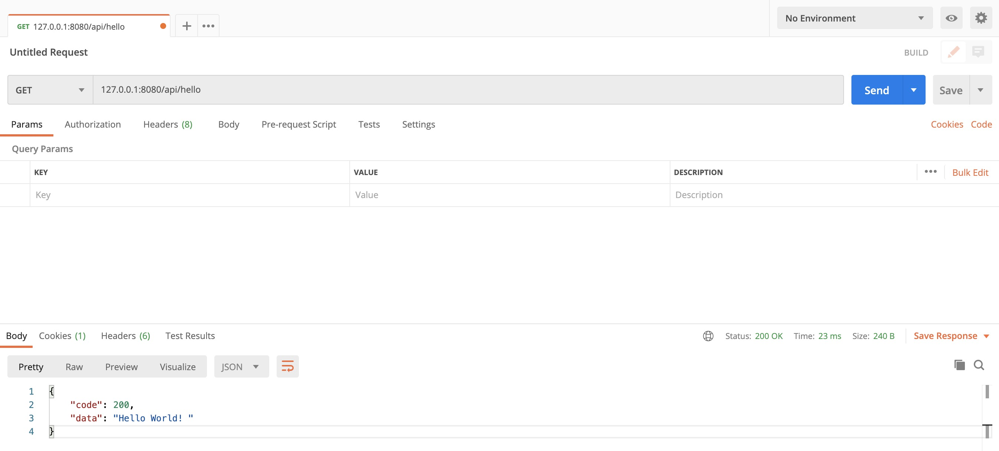 GET 127.0.0.1:8080/api/hello
No Environment
Untitled Request
BUILD
GET 127.0.0.1:8080/api/hello Send Save
Params Authorization Headers (8) Body Pre-request Script Tests Settings Cookies Code
Query Params
KEY VALUE DESCRIPTION Bulk Edit
Key Value Description
Body Cookies (1) Headers (6) Test Results Status: 200 OK Time: 23 ms Size: 240 B Save Response
Pretty Raw Preview Visualize JSON
1 {
2 "code": 200,
3 "data": "Hello World! "
4 }